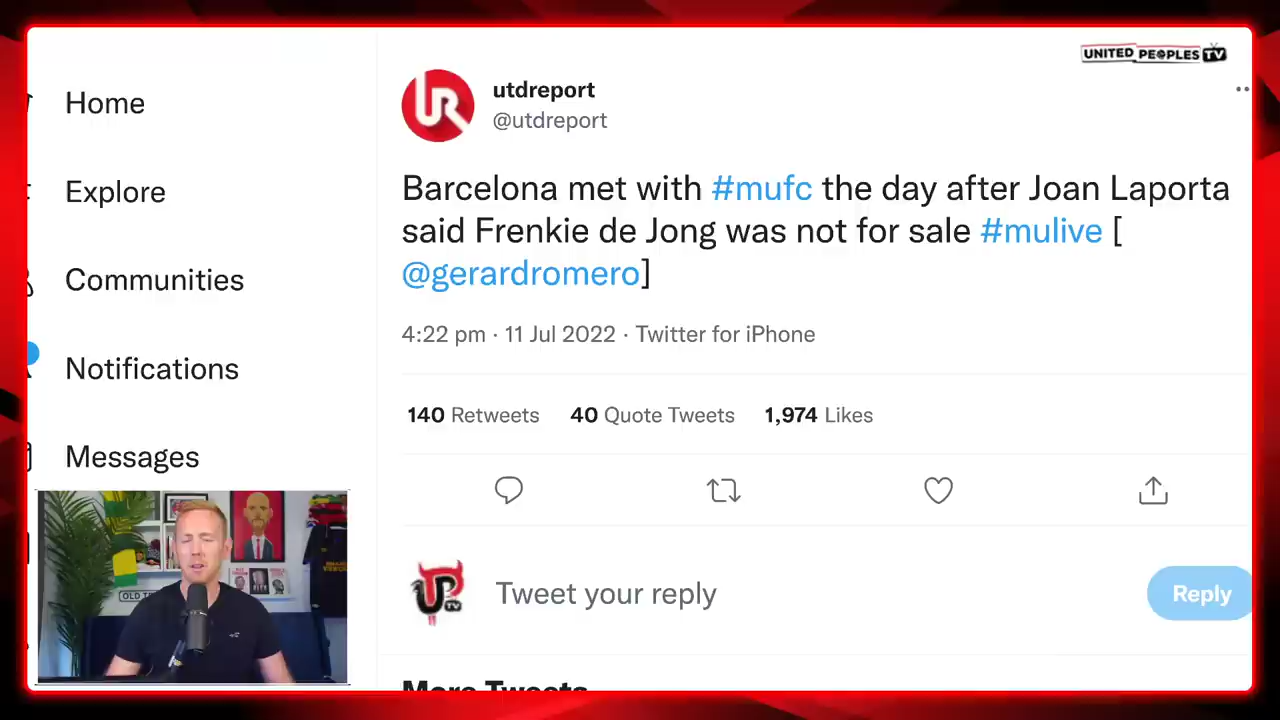 UNITED PEOPLES TV
Home
Explore
Communities
Notifications
Messages
utdreport
@utdreport
Barcelona met with #mufc the day after Joan Laporta
said Frenkie de Jong was not for sale #mulive [
@gerardromero]
4:22 pm · 11 Jul 2022 · Twitter for iPhone
140 Retweets 40 Quote Tweets 1,974 Likes
Tweet your reply
Reply
More Tweets